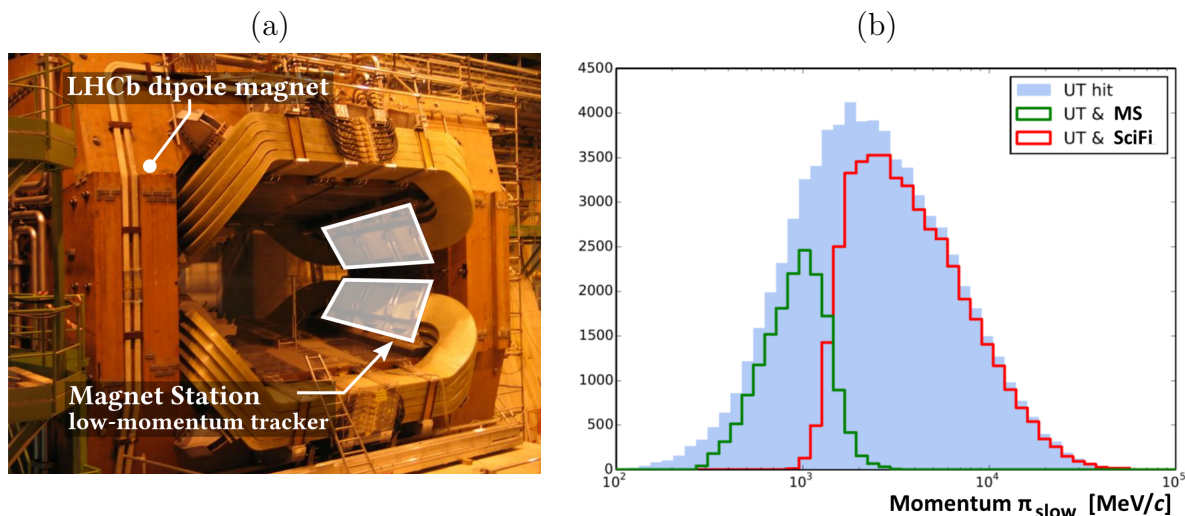 (a)
LHCb dipole magnet
Magnet Station
low-momentum tracker
(b)
4500
4000
3500
3000
2500
2000
1500
1000
500
0
10²
10³
10⁴
10⁵
UT hit
UT & MS
UT & SciFi
Momentum π_slow [MeV/c]